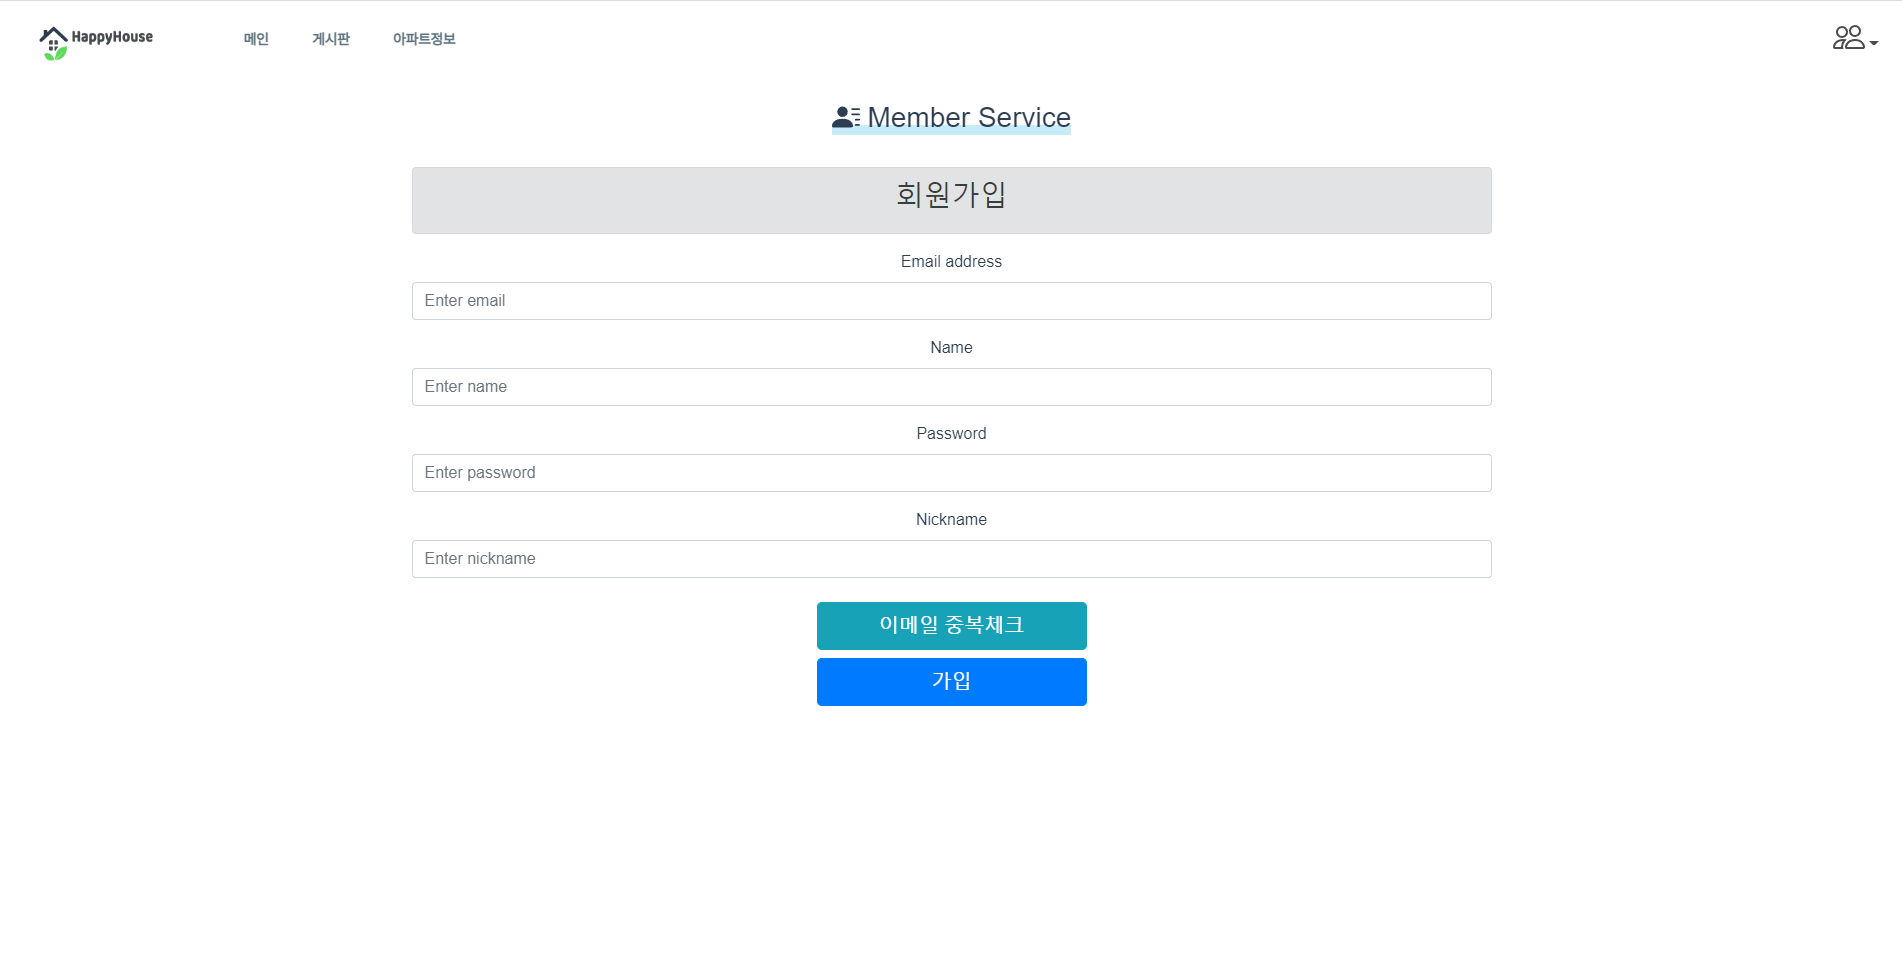 HappyHouse
메인
게시판
아파트정보
Member Service
회원가입
Email address
Enter email
Name
Enter name
Password
Enter password
Nickname
Enter nickname
이메일 중복체크
가입